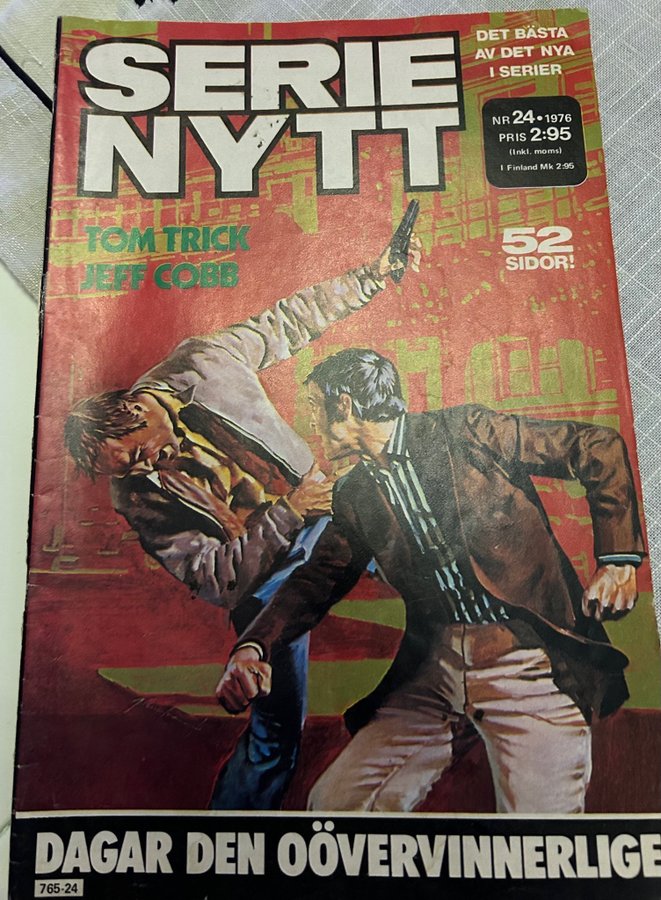 SERIE
NYTT
DET BÄSTA
AV DET NYA
I SERIER
NR 24•1976
PRIS 2:95
(Inkl. moms)
I Finland Mk 2:95
TOM TRICK
JEFF COBB
52
SIDOR!
DAGAR DEN OÖVERVINNERLIGE
765-24